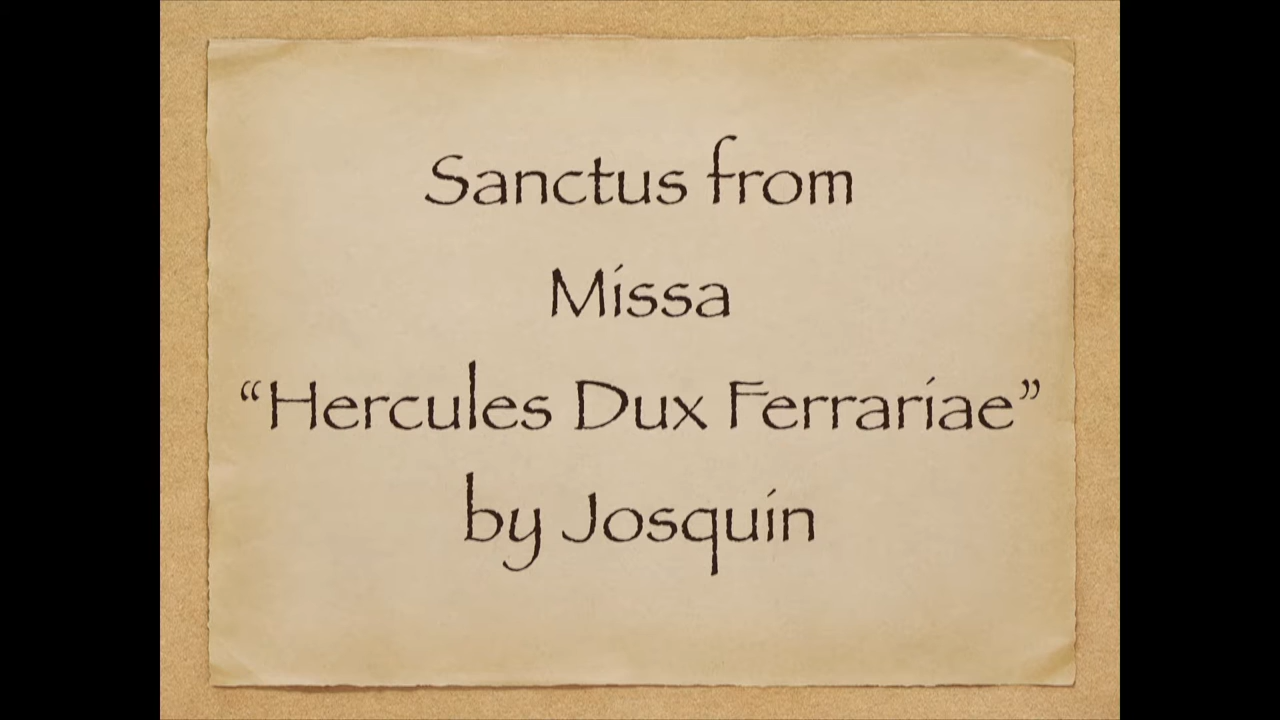 Sanctus from
Missa
“Hercules Dux Ferrariae”
by Josquin